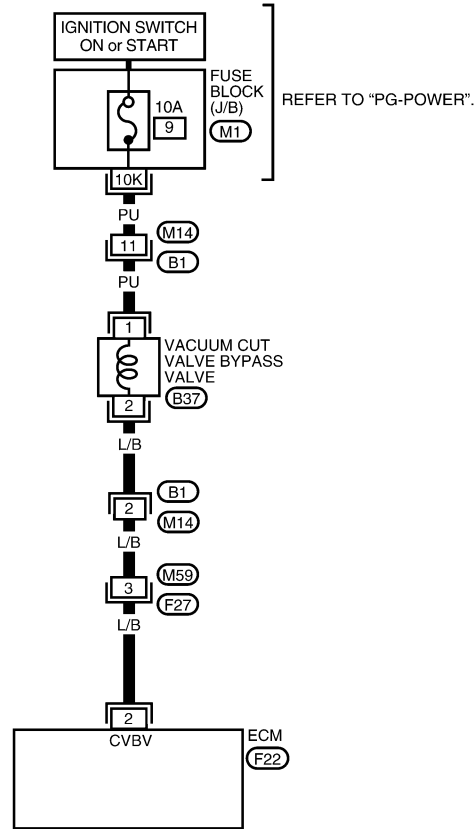 IGNITION SWITCH
ON or START
FUSE
BLOCK
(J/B)
REFER TO “PG-POWER”.
10A
9
M1
10K
PU
M14
11
B1
PU
1
VACUUM CUT
VALVE BYPASS
VALVE
2
B37
L/B
B1
2
M14
L/B
M59
3
F27
L/B
2
CVBV
ECM
F22